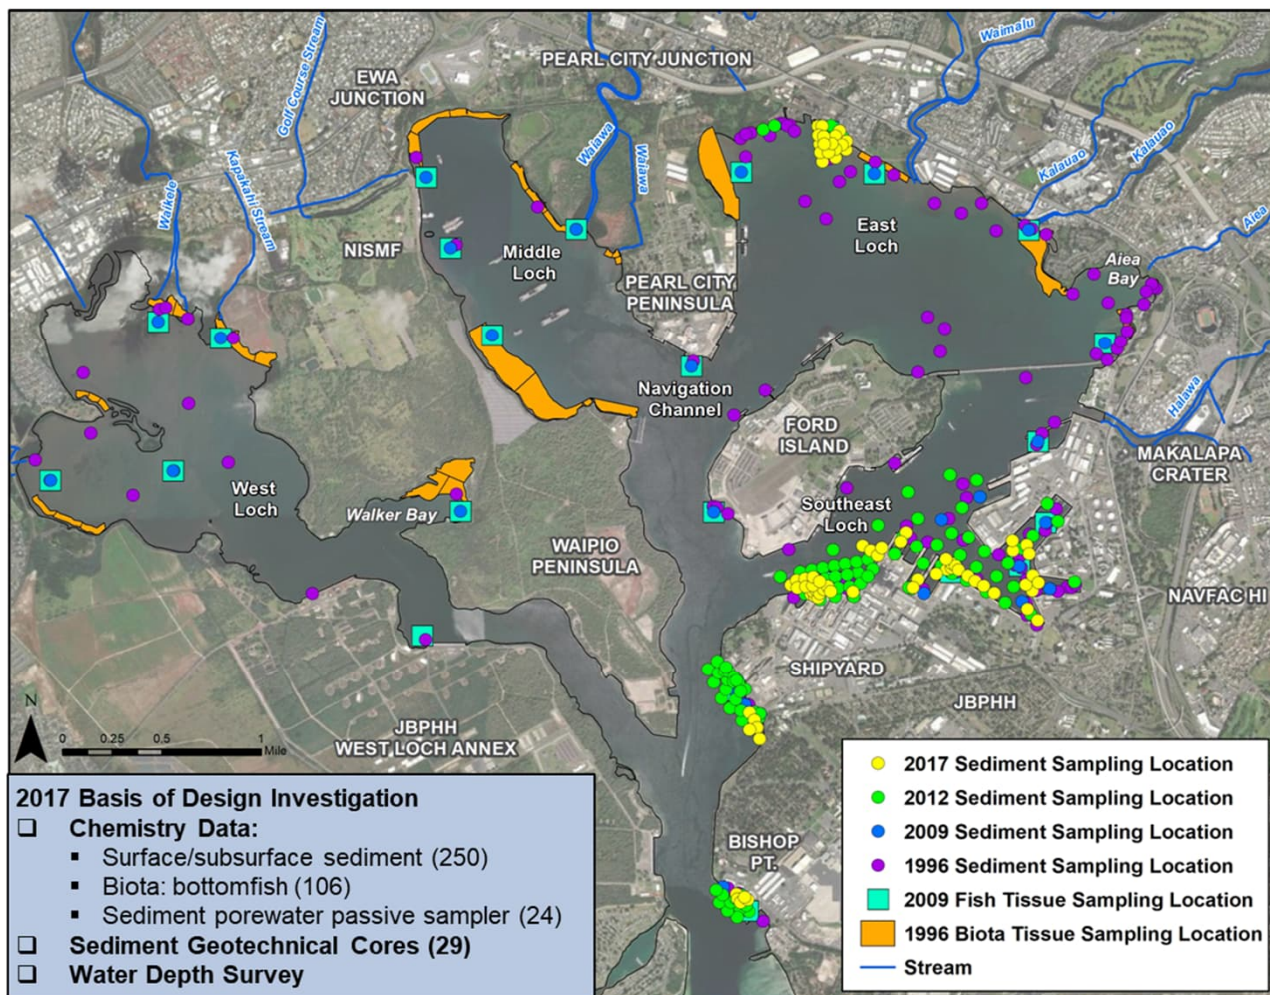 Waimalu
PEARL CITY JUNCTION
EWA
JUNCTION
Golf Course Stream
Waiawa
Waiawa
Kalauao
Kalauao
Waikele
Kapakahi Stream
Aiea
NISMF
Middle
Loch
East
Loch
Aiea
Bay
PEARL CITY
PENINSULA
Navigation
Channel
Halawa
FORD
ISLAND
MAKALAPA
CRATER
West
Loch
Walker Bay
Southeast
Loch
WAIPIO
PENINSULA
NAVFAC HI
SHIPYARD
JBPHH
JBPHH
WEST LOCH ANNEX
N
0 0.25 0.5 1
Mile
BISHOP
PT.
2017 Basis of Design Investigation
Chemistry Data:
Surface/subsurface sediment (250)
Biota: bottomfish (106)
Sediment porewater passive sampler (24)
Sediment Geotechnical Cores (29)
Water Depth Survey
2017 Sediment Sampling Location
2012 Sediment Sampling Location
2009 Sediment Sampling Location
1996 Sediment Sampling Location
2009 Fish Tissue Sampling Location
1996 Biota Tissue Sampling Location
Stream